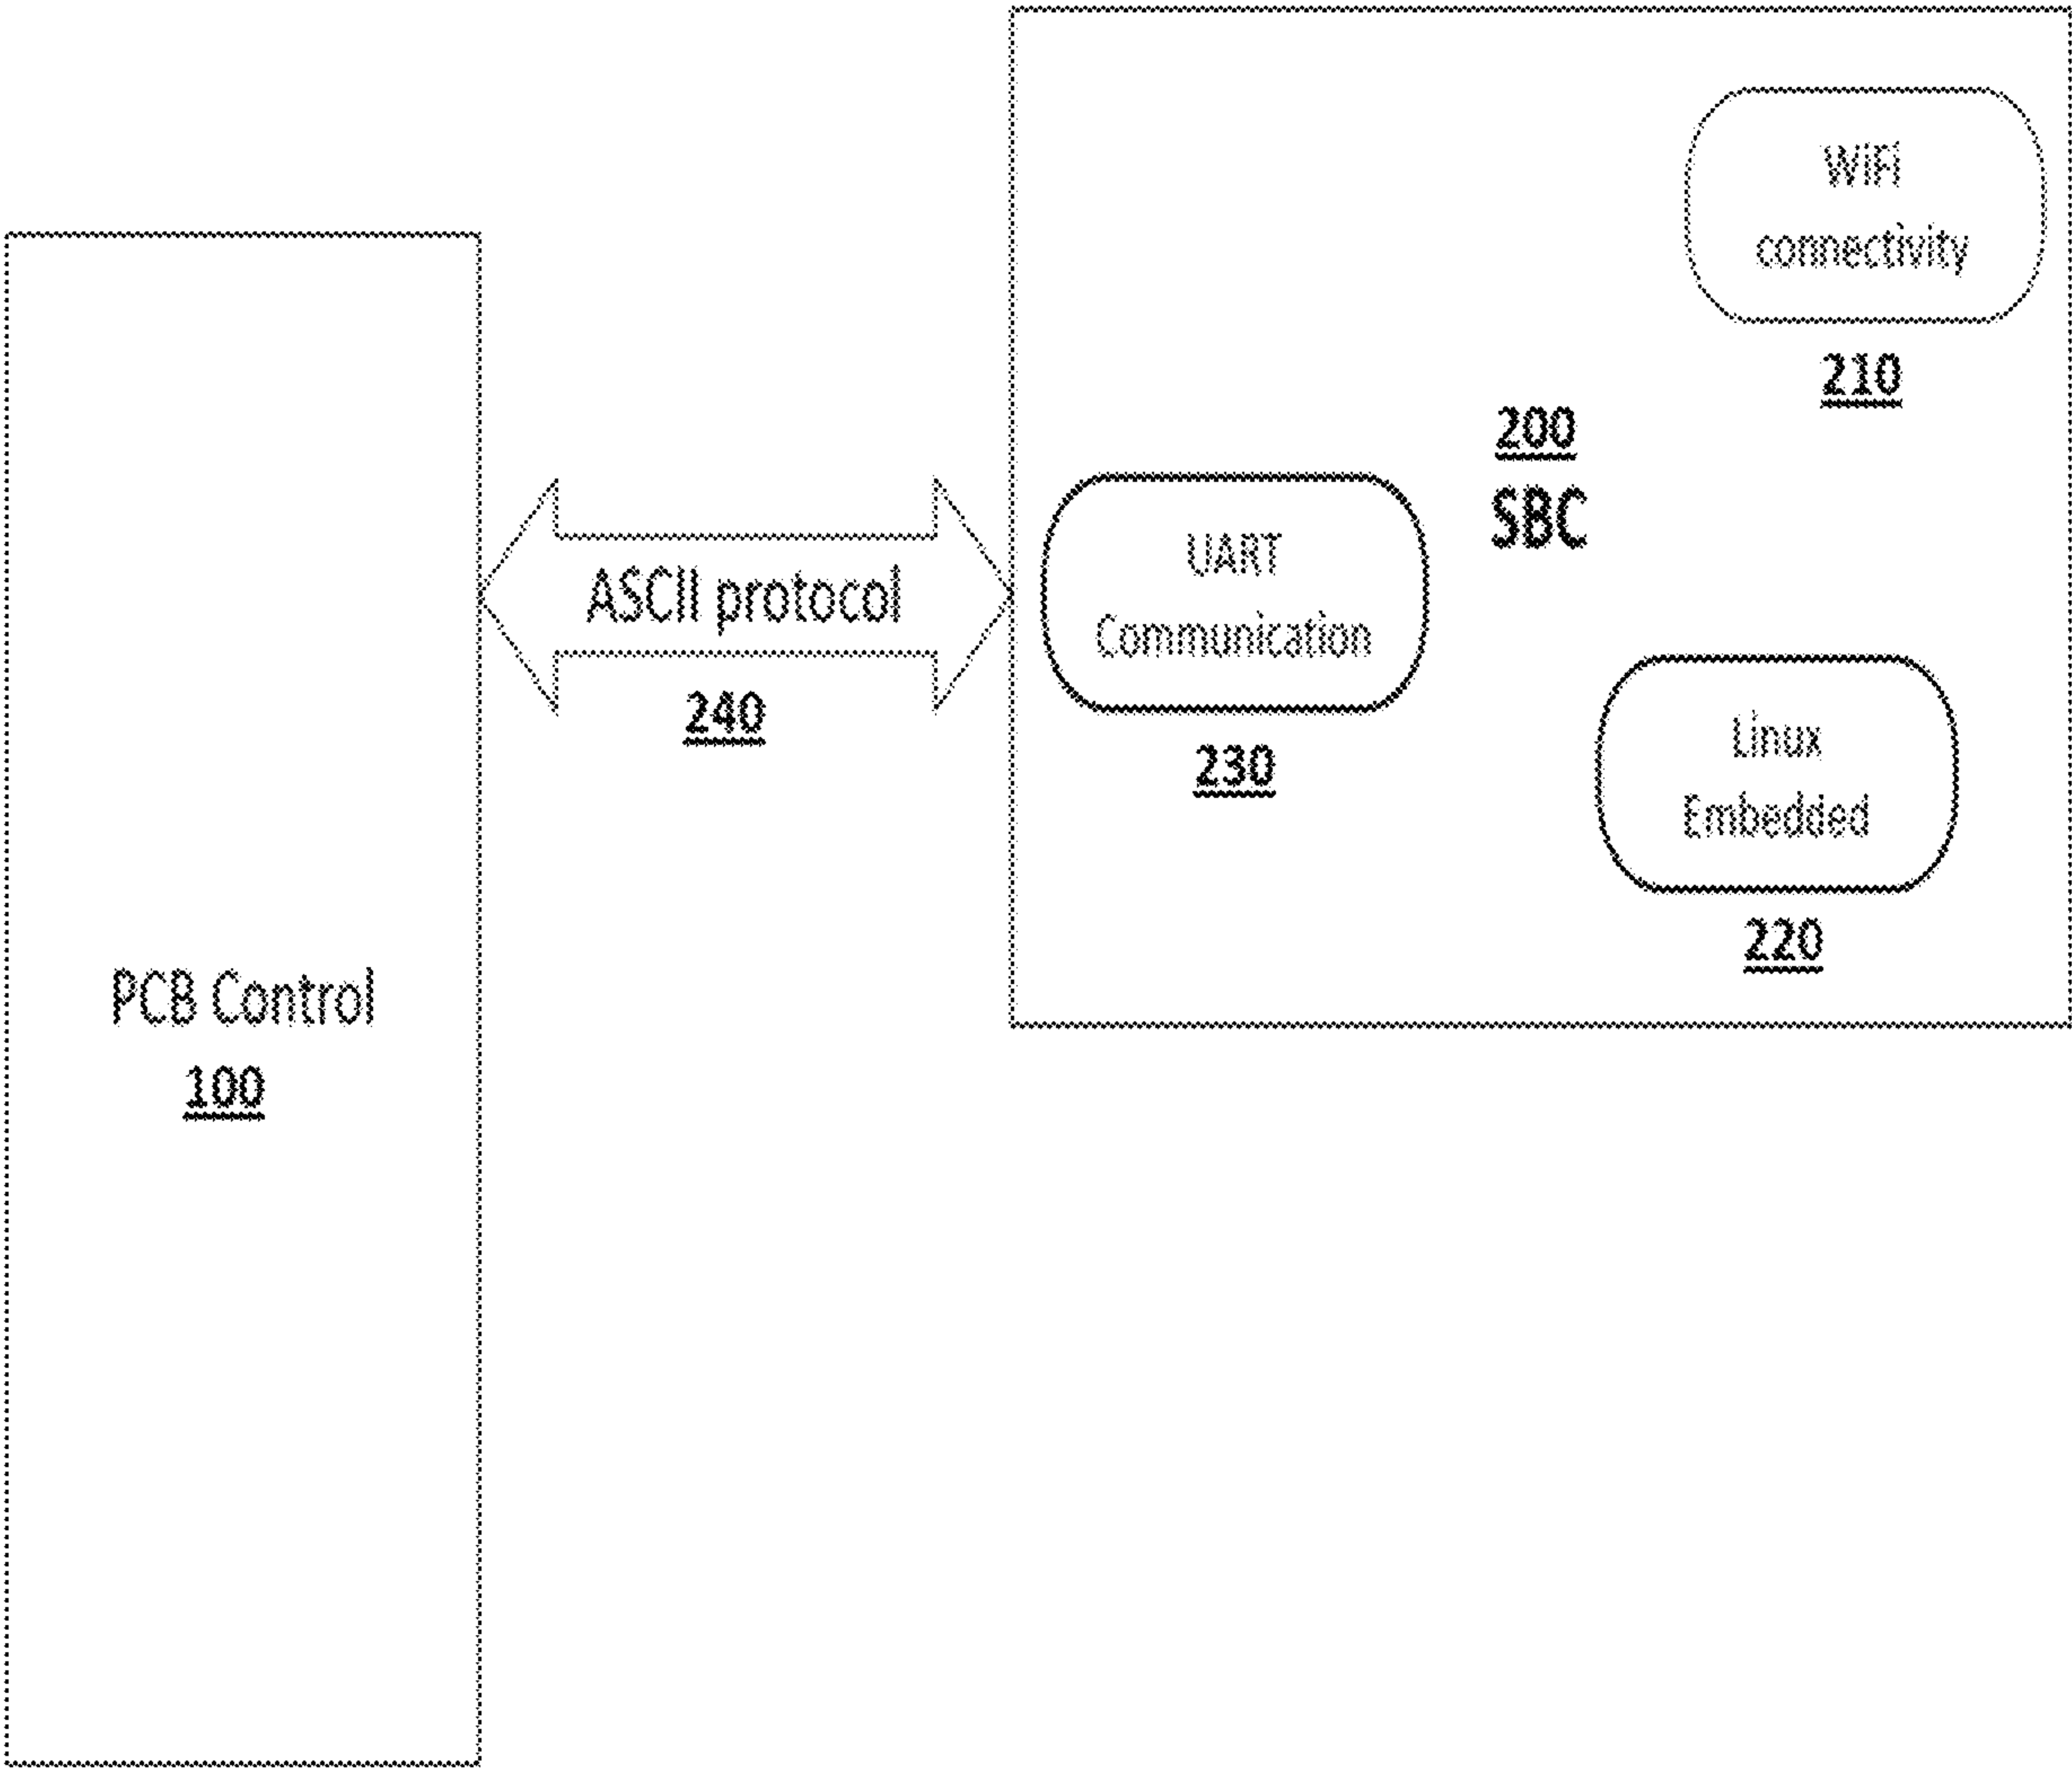 WiFi
connectivity
210
200
SBC
UART
Communication
230
ASCII protocol
240
Linux
Embedded
220
PCB Control
100